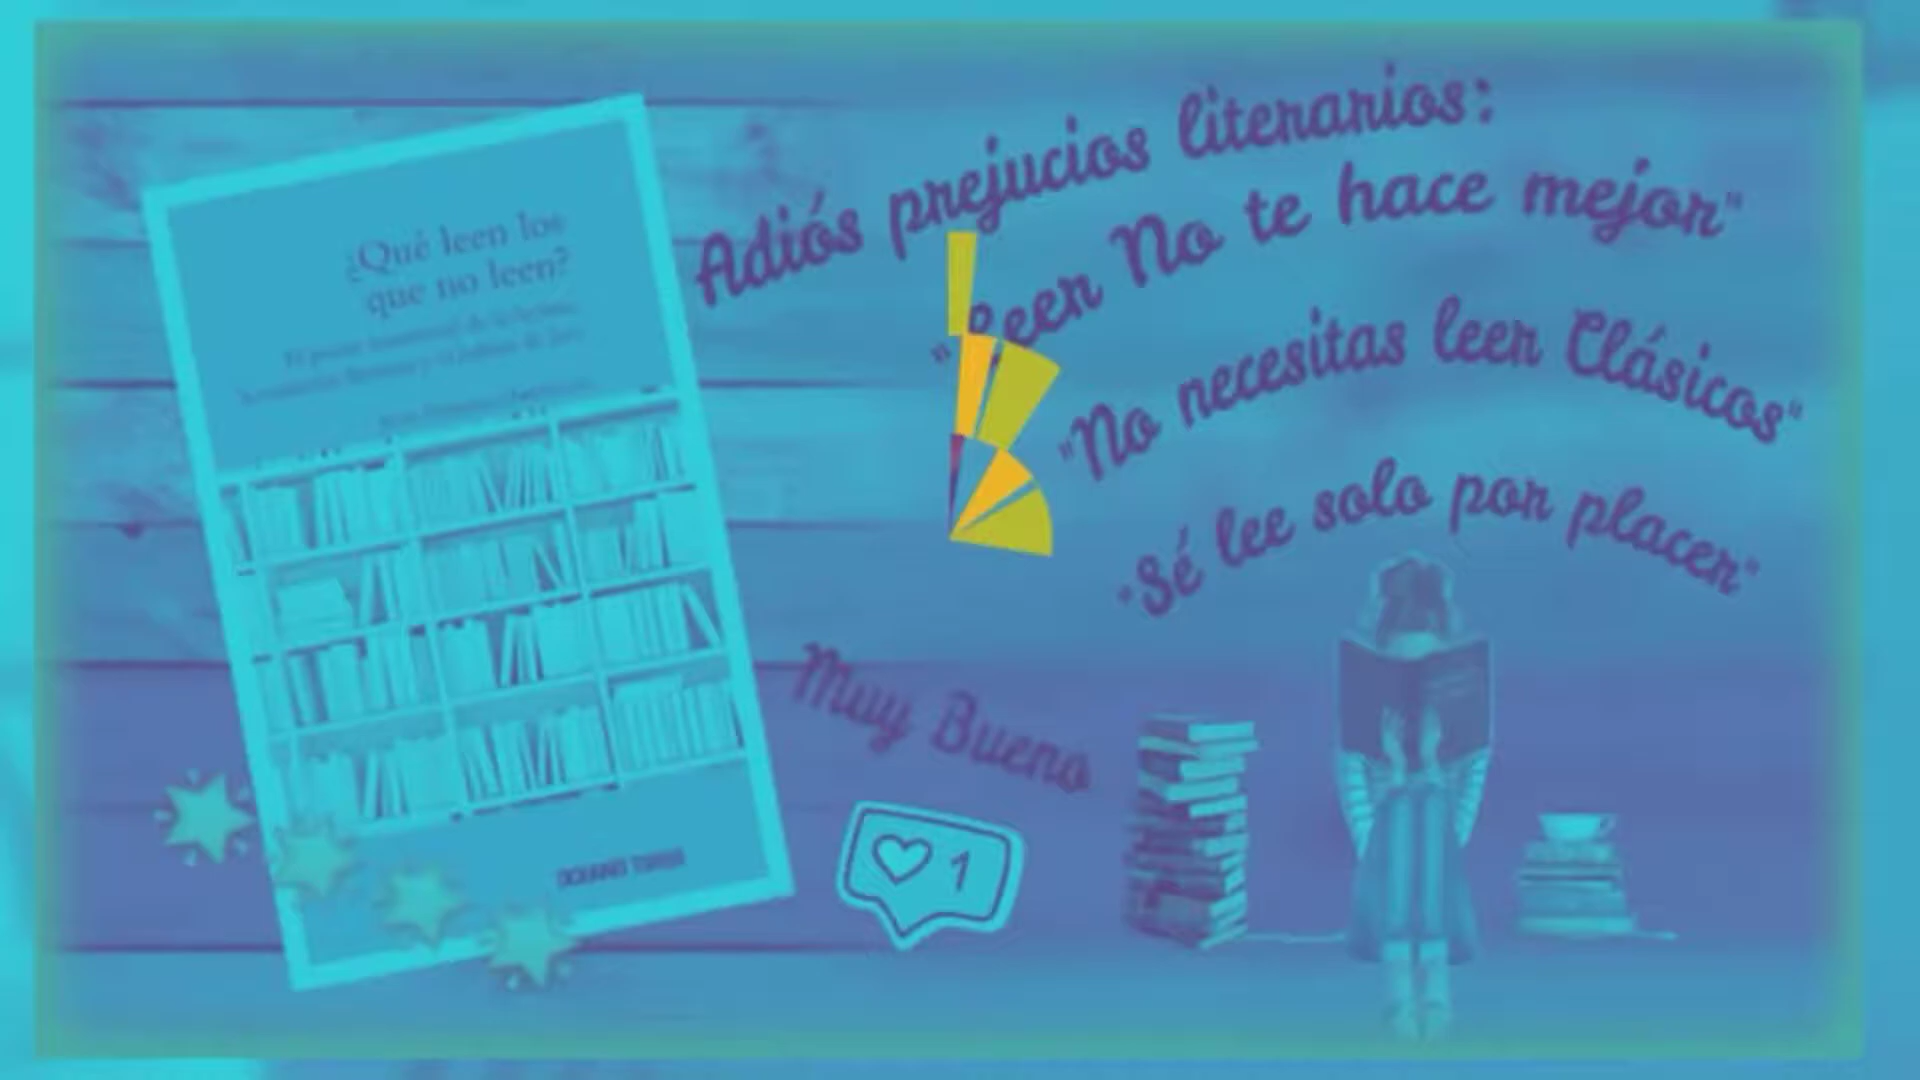 ¿Qué leen los
que no leen?
OCEANO
Adiós prejucios literarios:
"Leer No te hace mejor"
"No necesitas leer Clásicos"
"Sé lee solo por placer"
Muy Bueno
1